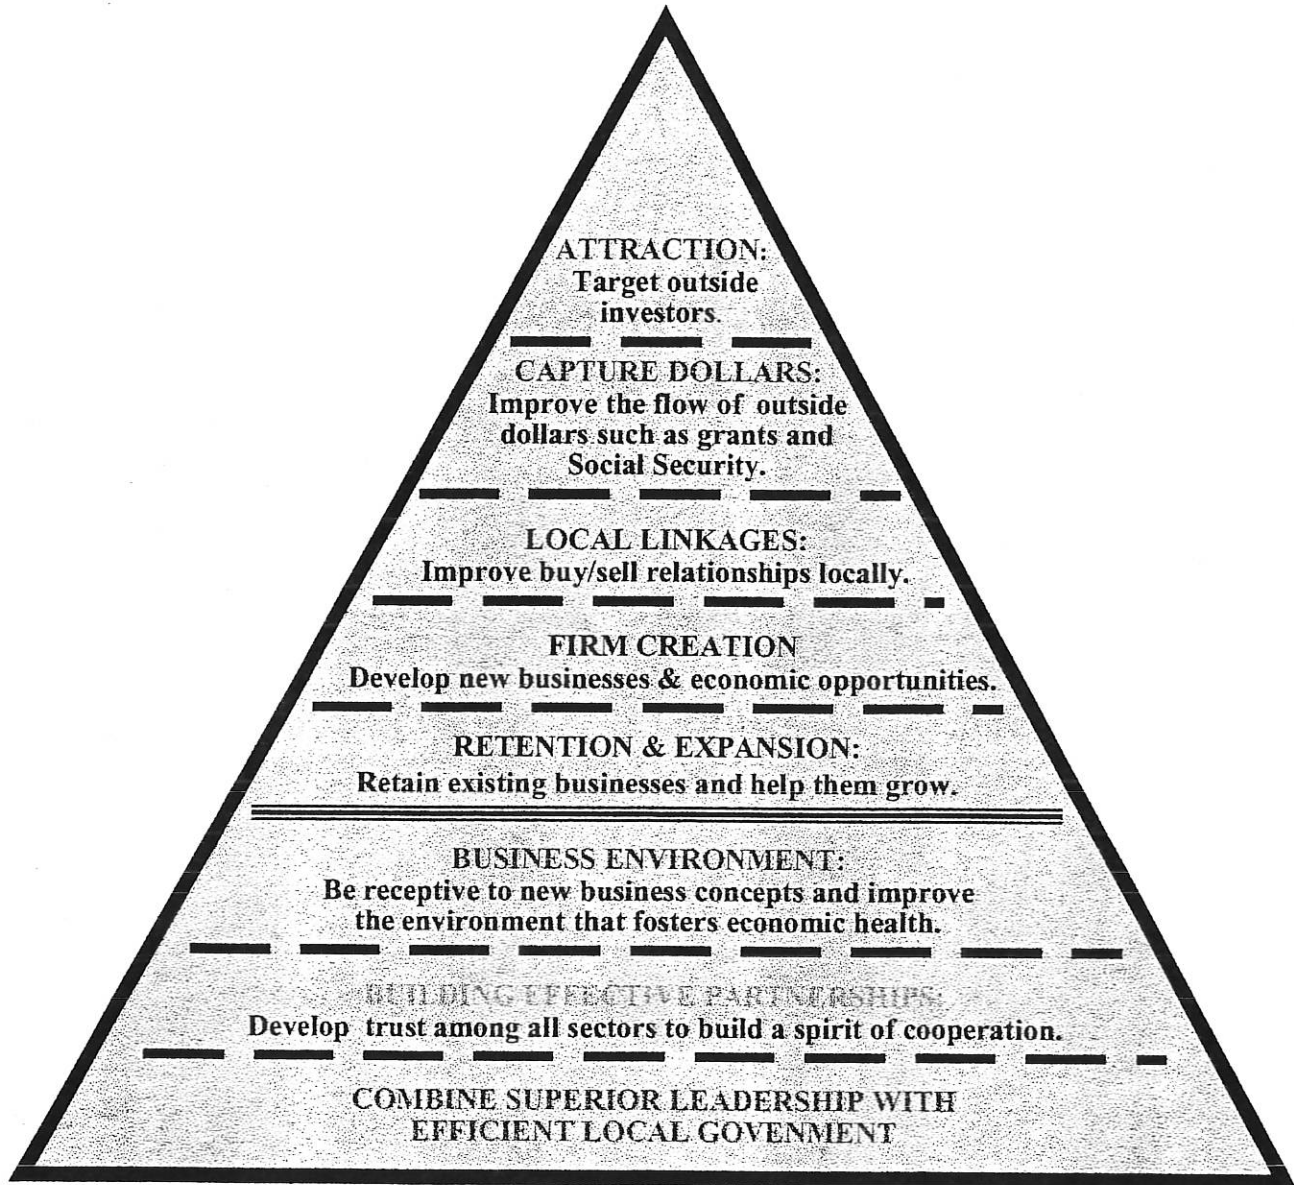 ATTRACTION:
Target outside
investors.
CAPTURE DOLLARS:
Improve the flow of outside
dollars such as grants and
Social Security.
LOCAL LINKAGES:
Improve buy/sell relationships locally.
FIRM CREATION
Develop new businesses & economic opportunities.
RETENTION & EXPANSION:
Retain existing businesses and help them grow.
BUSINESS ENVIRONMENT:
Be receptive to new business concepts and improve
the environment that fosters economic health.
BUILDING EFFECTIVE PARTNERSHIPS:
Develop trust among all sectors to build a spirit of cooperation.
COMBINE SUPERIOR LEADERSHIP WITH
EFFICIENT LOCAL GOVENMENT